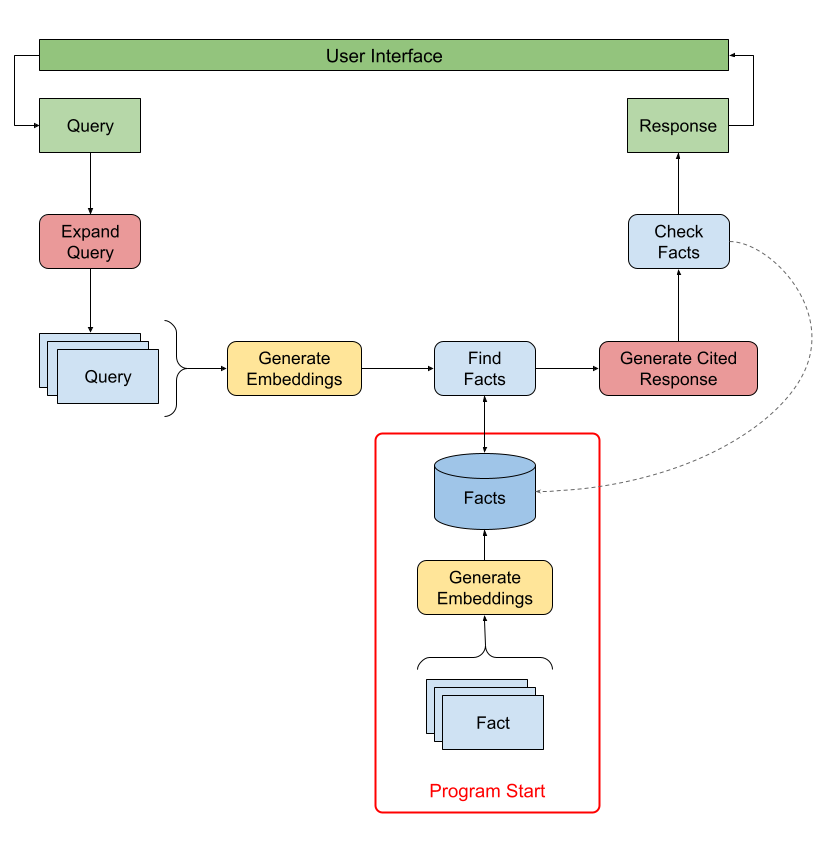 User Interface
Query
Response
Expand
Query
Check
Facts
Query
Generate
Embeddings
Find
Facts
Generate Cited
Response
Facts
Generate
Embeddings
Fact
Program Start